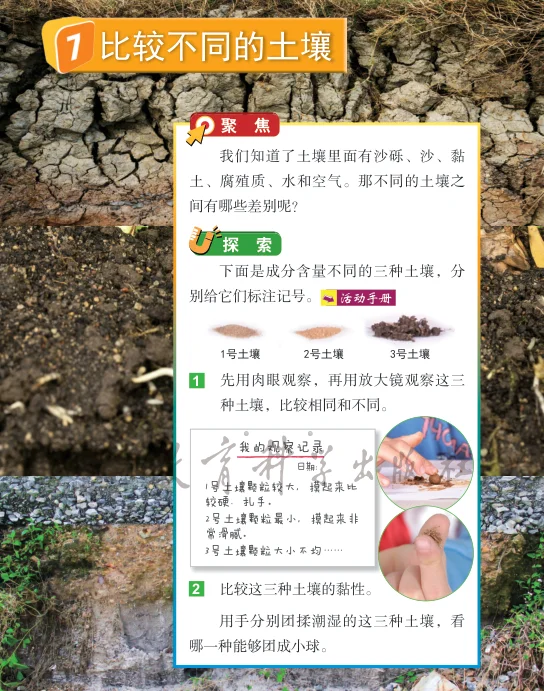 7 比较不同的土壤
聚 焦
我们知道了土壤里面有沙砾、沙、黏
土、腐殖质、水和空气。那不同的土壤之
间有哪些差别呢?
探 索
下面是成分含量不同的三种土壤，分
别给它们标注记号。 活动手册
1号土壤 2号土壤 3号土壤
1 先用肉眼观察，再用放大镜观察这三
种土壤，比较相同和不同。
我的观察记录
日期:
1号土壤颗粒较大，摸起来比
较硬、扎手。
2号土壤颗粒最小，摸起来非
常滑腻。
3号土壤颗粒大小不均……
教育科学出版社
2 比较这三种土壤的黏性。
用手分别团揉潮湿的这三种土壤，看
哪一种能够团成小球。